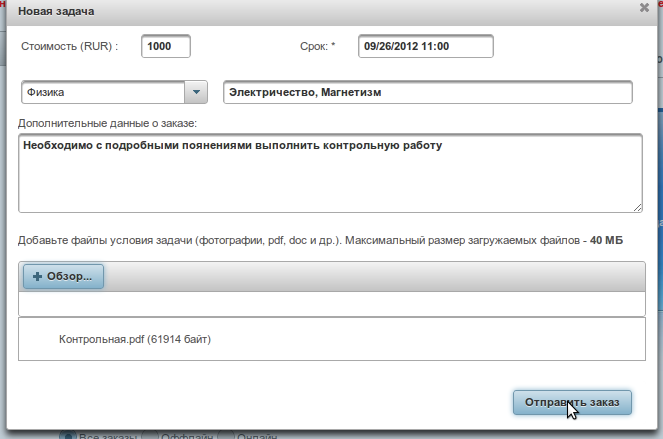 Новая задача
Стоимость (RUR) : 1000 Срок: * 09/26/2012 11:00
Физика Электричество, Магнетизм
Дополнительные данные о заказе:
Необходимо с подробными поянениями выполнить контрольную работу
Добавьте файлы условия задачи (фотографии, pdf, doc и др.). Максимальный размер загружаемых файлов - 40 МБ
Обзор...
Контрольная.pdf (61914 байт)
Отправить заказ
Все заказы Оффлайн Онлайн